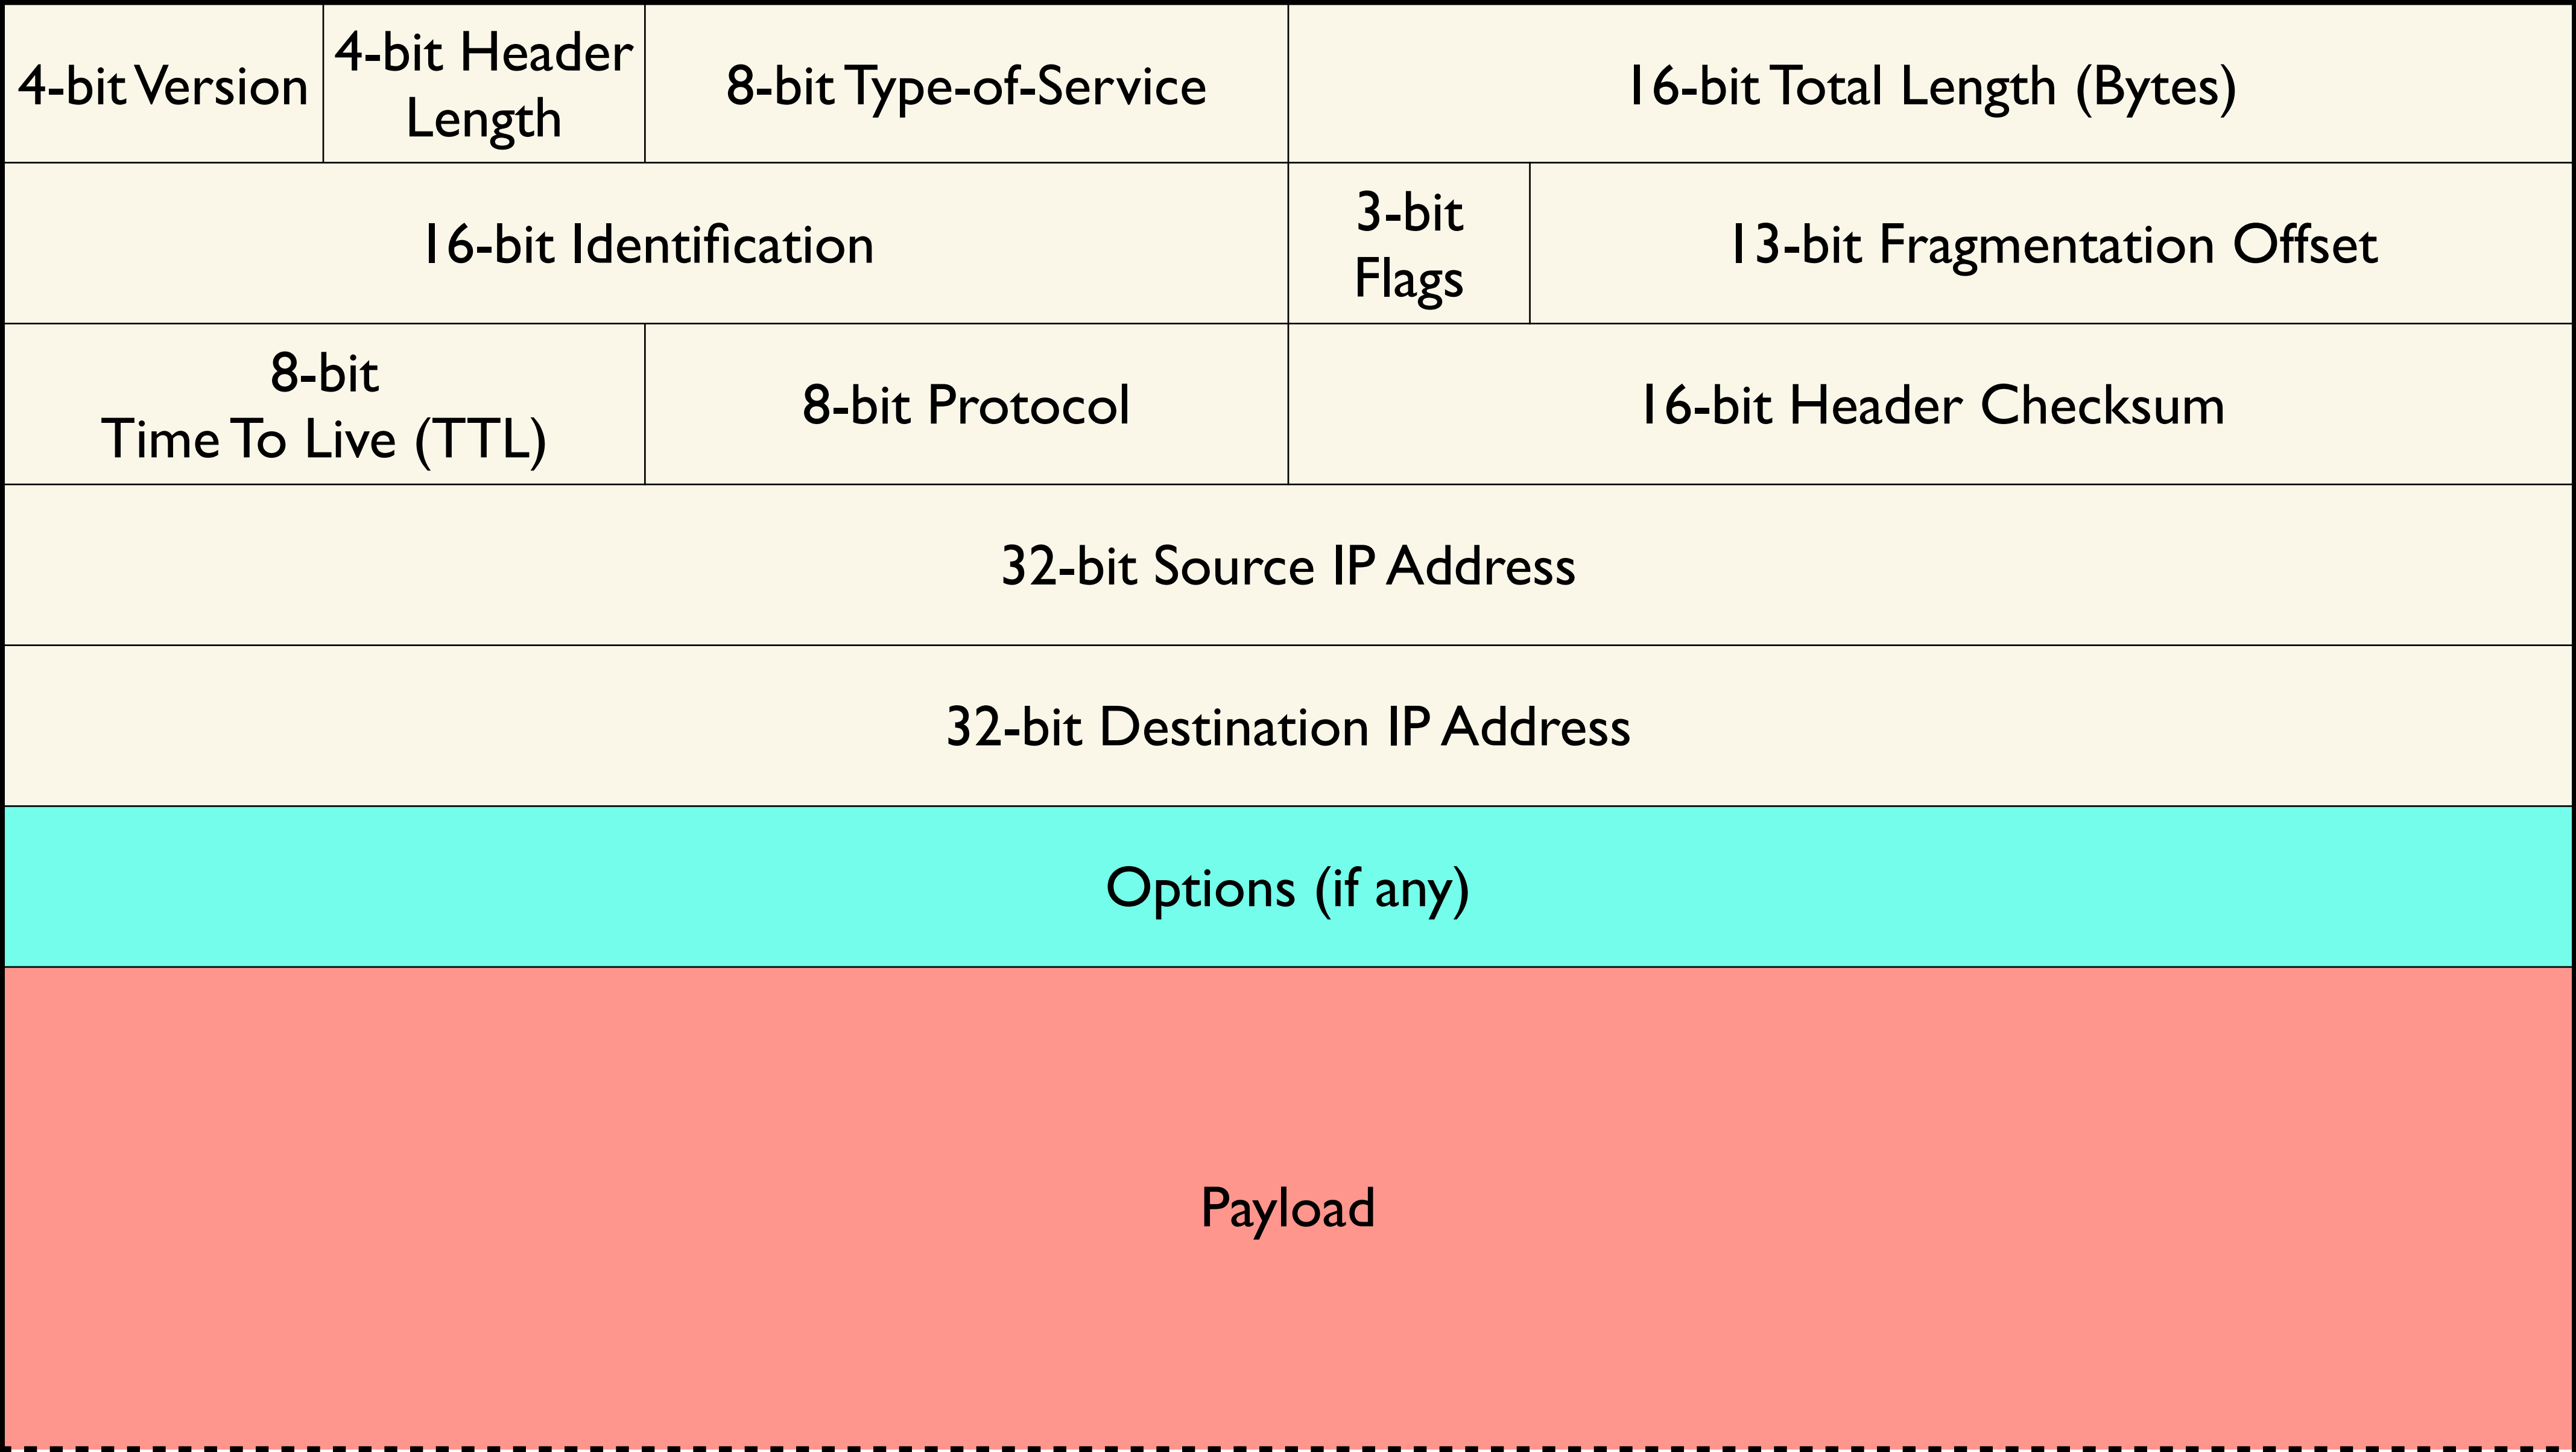 4-bit Version
4-bit Header
Length
8-bit Type-of-Service
16-bit Total Length (Bytes)
16-bit Identification
3-bit
Flags
13-bit Fragmentation Offset
8-bit
Time To Live (TTL)
8-bit Protocol
16-bit Header Checksum
32-bit Source IP Address
32-bit Destination IP Address
Options (if any)
Payload